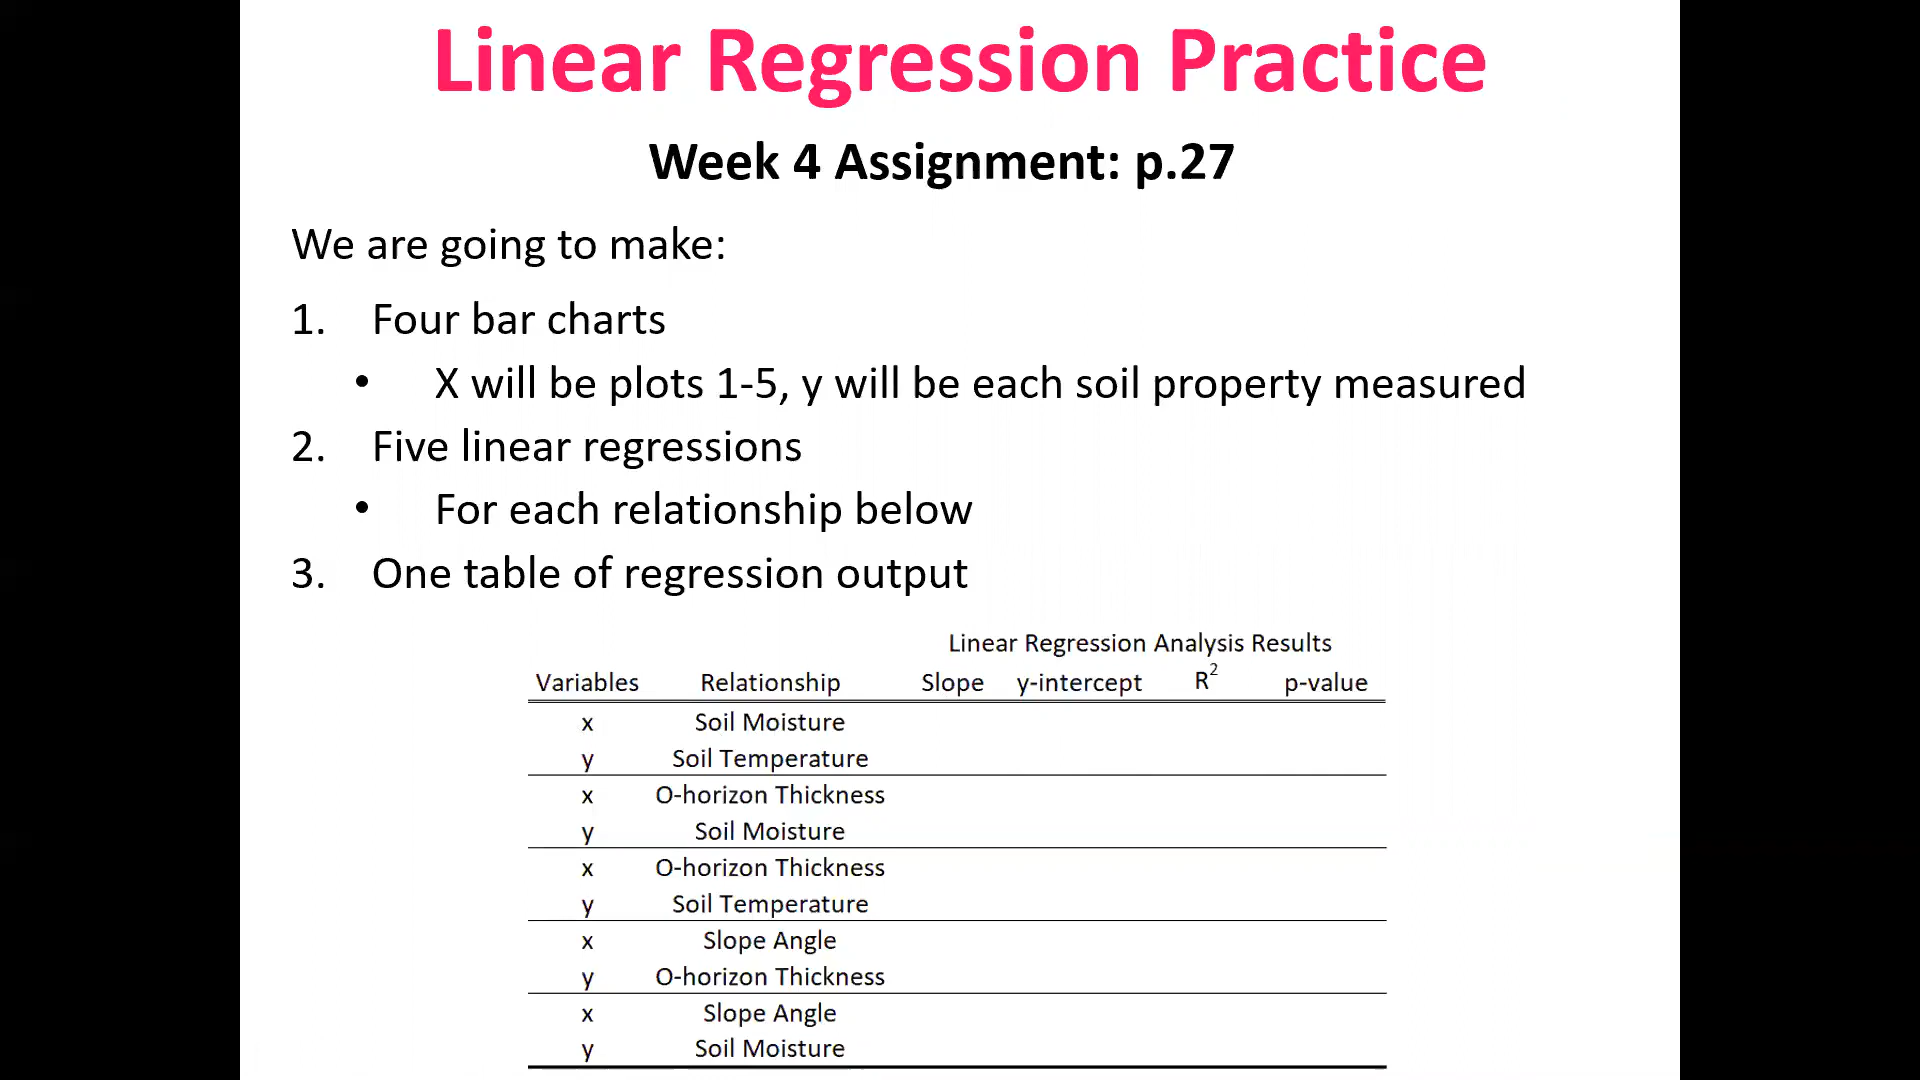 Linear Regression Practice
Week 4 Assignment: p.27
We are going to make:
1. Four bar charts
• X will be plots 1-5, y will be each soil property measured
2. Five linear regressions
• For each relationship below
3. One table of regression output
Linear Regression Analysis Results
Variables Relationship Slope y-intercept R² p-value
x Soil Moisture
y Soil Temperature
x O-horizon Thickness
y Soil Moisture
x O-horizon Thickness
y Soil Temperature
x Slope Angle
y O-horizon Thickness
x Slope Angle
y Soil Moisture